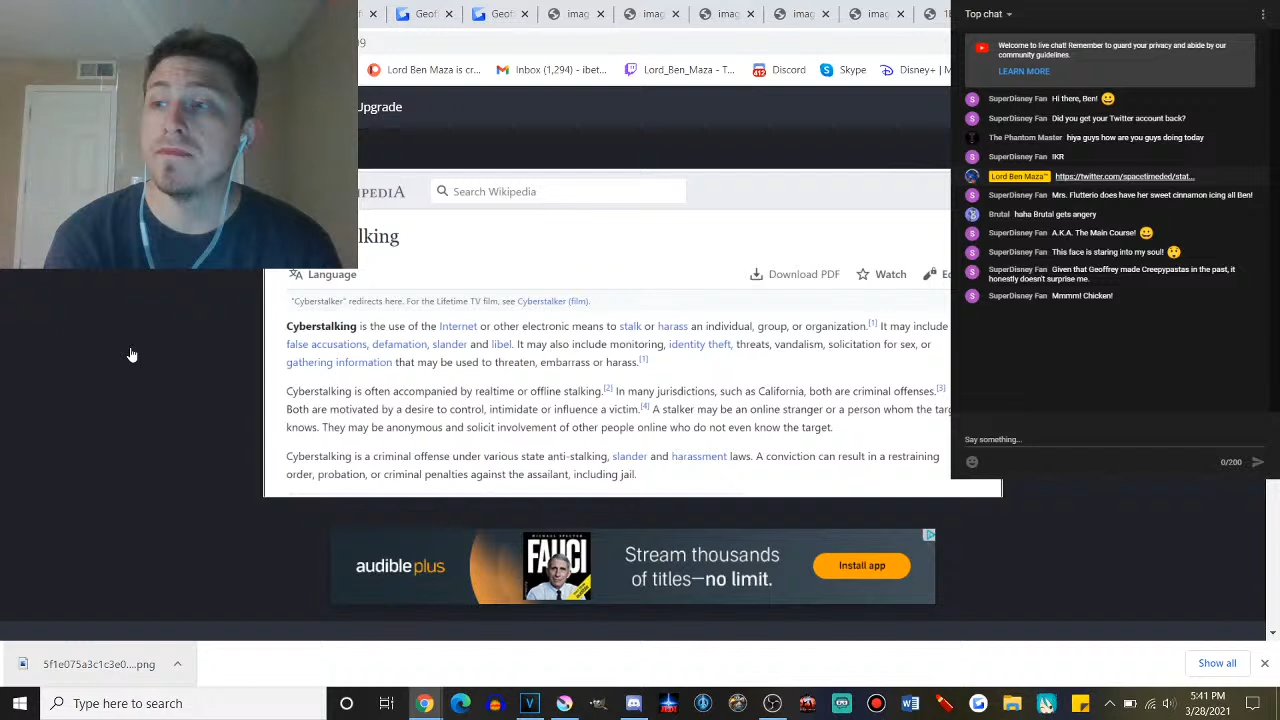 Geof
imag
Geof
Geof
imag
imag
imag
imag
imag
18
Top chat
09
Lord Ben Maza is cr...
Inbox (1,294) - ibet...
Lord_Ben_Maza - T...
412
Discord
Skype
Disney+ | M
Welcome to live chat! Remember to guard your privacy and abide by our
community guidelines.
LEARN MORE
Upgrade
SuperDisney Fan Hi there, Ben! 😀
SuperDisney Fan Did you get your Twitter account back?
The Phantom Master hiya guys how are you guys doing today
SuperDisney Fan IKR
Lord Ben Maza™ https://twitter.com/spacetimeded/stat...
SuperDisney Fan Mrs. Flutterio does have her sweet cinnamon icing all Ben!
Brutal haha Brutal gets angery
SuperDisney Fan A.K.A. The Main Course! 😀
SuperDisney Fan This face is staring into my soul! 😲
SuperDisney Fan Given that Geoffrey made Creepypastas in the past, it
honestly doesn't surprise me.
SuperDisney Fan Mmmm! Chicken!
Say something...
0/200
IPEDIA
Search Wikipedia
lking
Language
Download PDF
Watch
Ed
"Cyberstalker" redirects here. For the Lifetime TV film, see Cyberstalker (film).
Cyberstalking is the use of the Internet or other electronic means to stalk or harass an individual, group, or organization.[1] It may include
false accusations, defamation, slander and libel. It may also include monitoring, identity theft, threats, vandalism, solicitation for sex, or
gathering information that may be used to threaten, embarrass or harass.[1]
Cyberstalking is often accompanied by realtime or offline stalking.[2] In many jurisdictions, such as California, both are criminal offenses.[3]
Both are motivated by a desire to control, intimidate or influence a victim.[4] A stalker may be an online stranger or a person whom the targ
knows. They may be anonymous and solicit involvement of other people online who do not even know the target.
Cyberstalking is a criminal offense under various state anti-stalking, slander and harassment laws. A conviction can result in a restraining
order, probation, or criminal penalties against the assailant, including jail.
audible plus
MICHAEL SPECTER
FAUCI
Stream thousands
of titles—no limit.
Install app
5f1e075a3c1c3e0....png
Show all
Type here to search
5:41 PM
3/28/2021